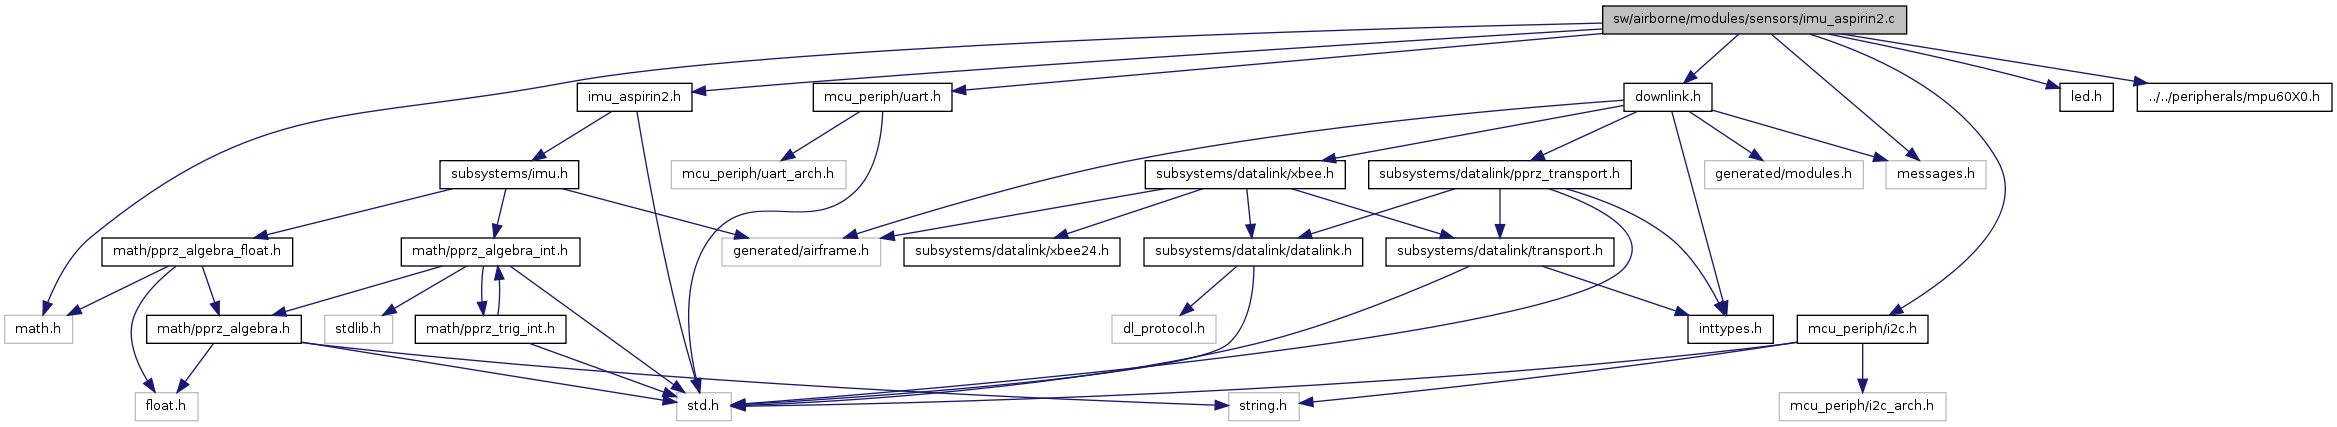 sw/airborne/modules/sensors/imu_aspirin2.c
imu_aspirin2.h
mcu_periph/uart.h
downlink.h
led.h
../../peripherals/mpu60X0.h
subsystems/imu.h
mcu_periph/uart_arch.h
subsystems/datalink/xbee.h
subsystems/datalink/pprz_transport.h
generated/modules.h
messages.h
math/pprz_algebra_float.h
math/pprz_algebra_int.h
generated/airframe.h
subsystems/datalink/xbee24.h
subsystems/datalink/datalink.h
subsystems/datalink/transport.h
math.h
math/pprz_algebra.h
stdlib.h
math/pprz_trig_int.h
dl_protocol.h
inttypes.h
mcu_periph/i2c.h
float.h
std.h
string.h
mcu_periph/i2c_arch.h